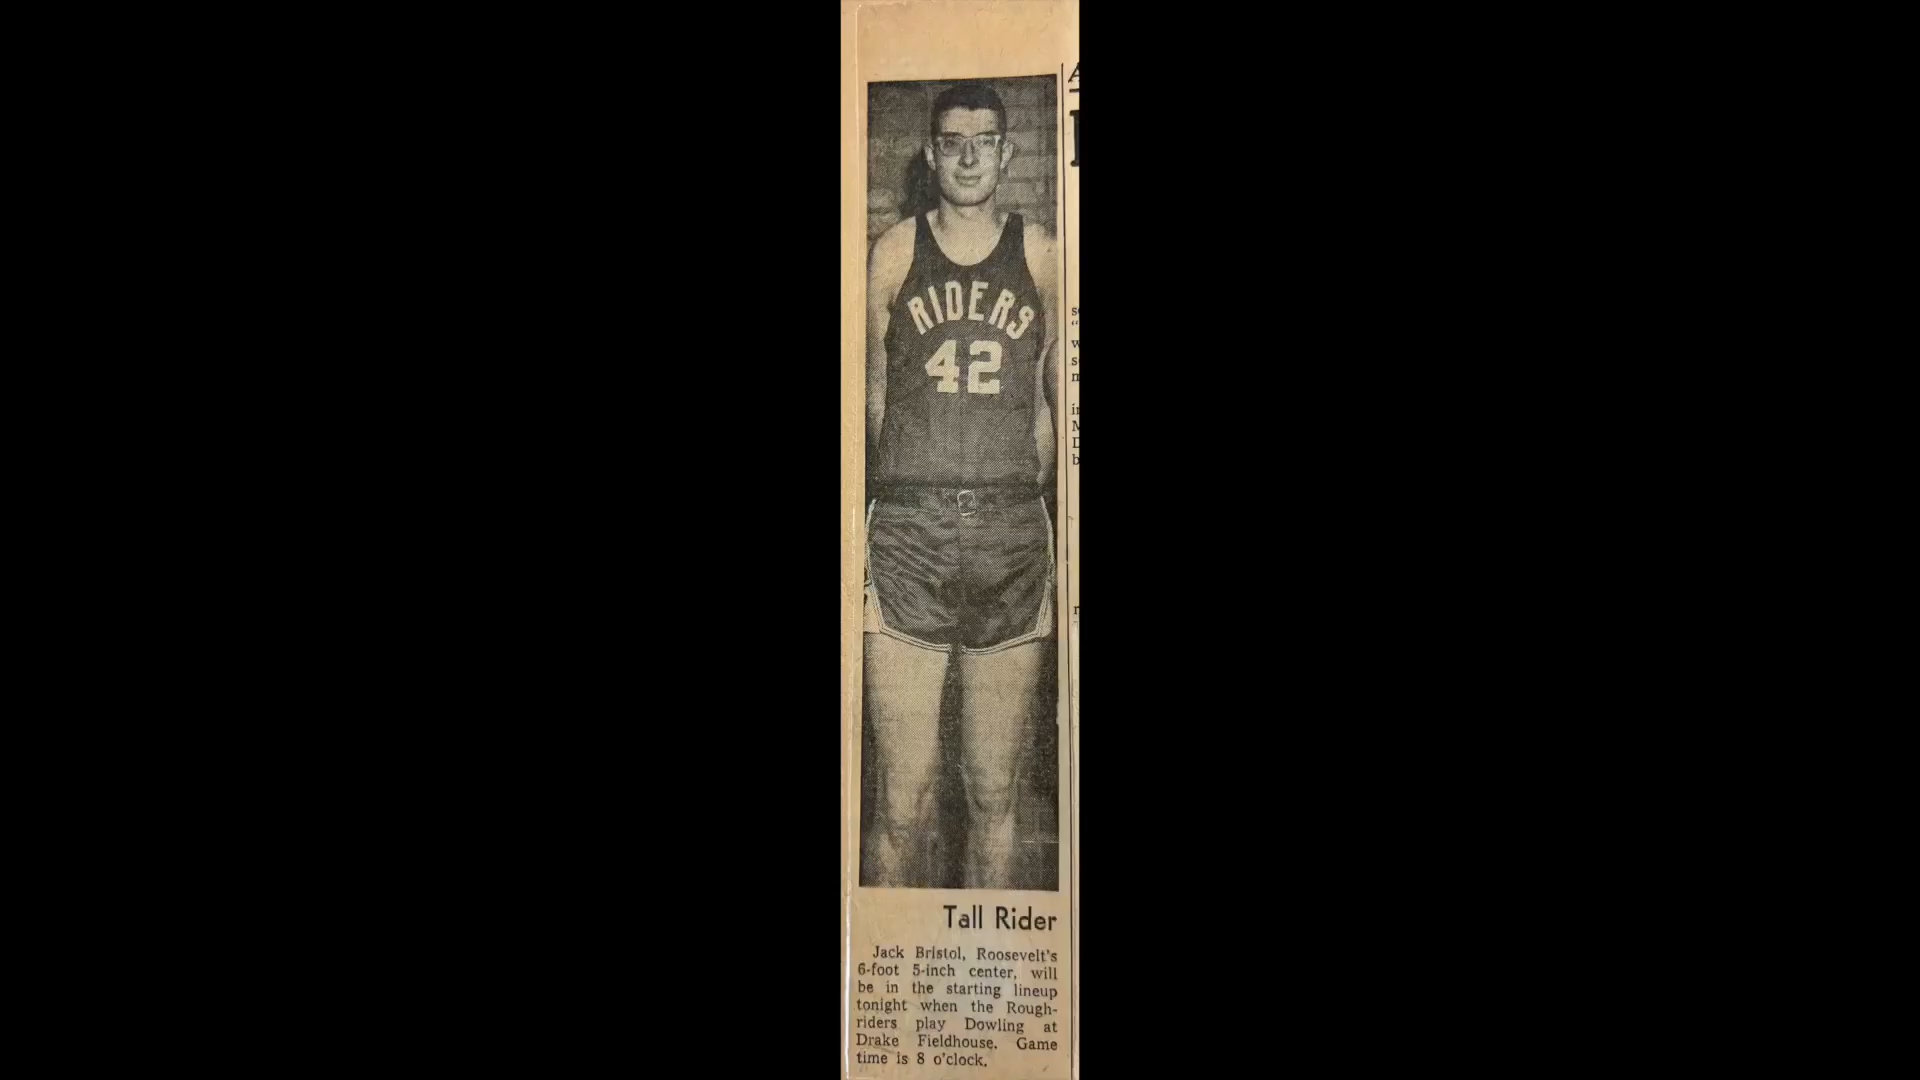 RIDERS
42
Tall Rider
Jack Bristol, Roosevelt's
6-foot 5-inch center, will
be in the starting lineup
tonight when the Rough-
riders play Dowling at
Drake Fieldhouse. Game
time is 8 o'clock.